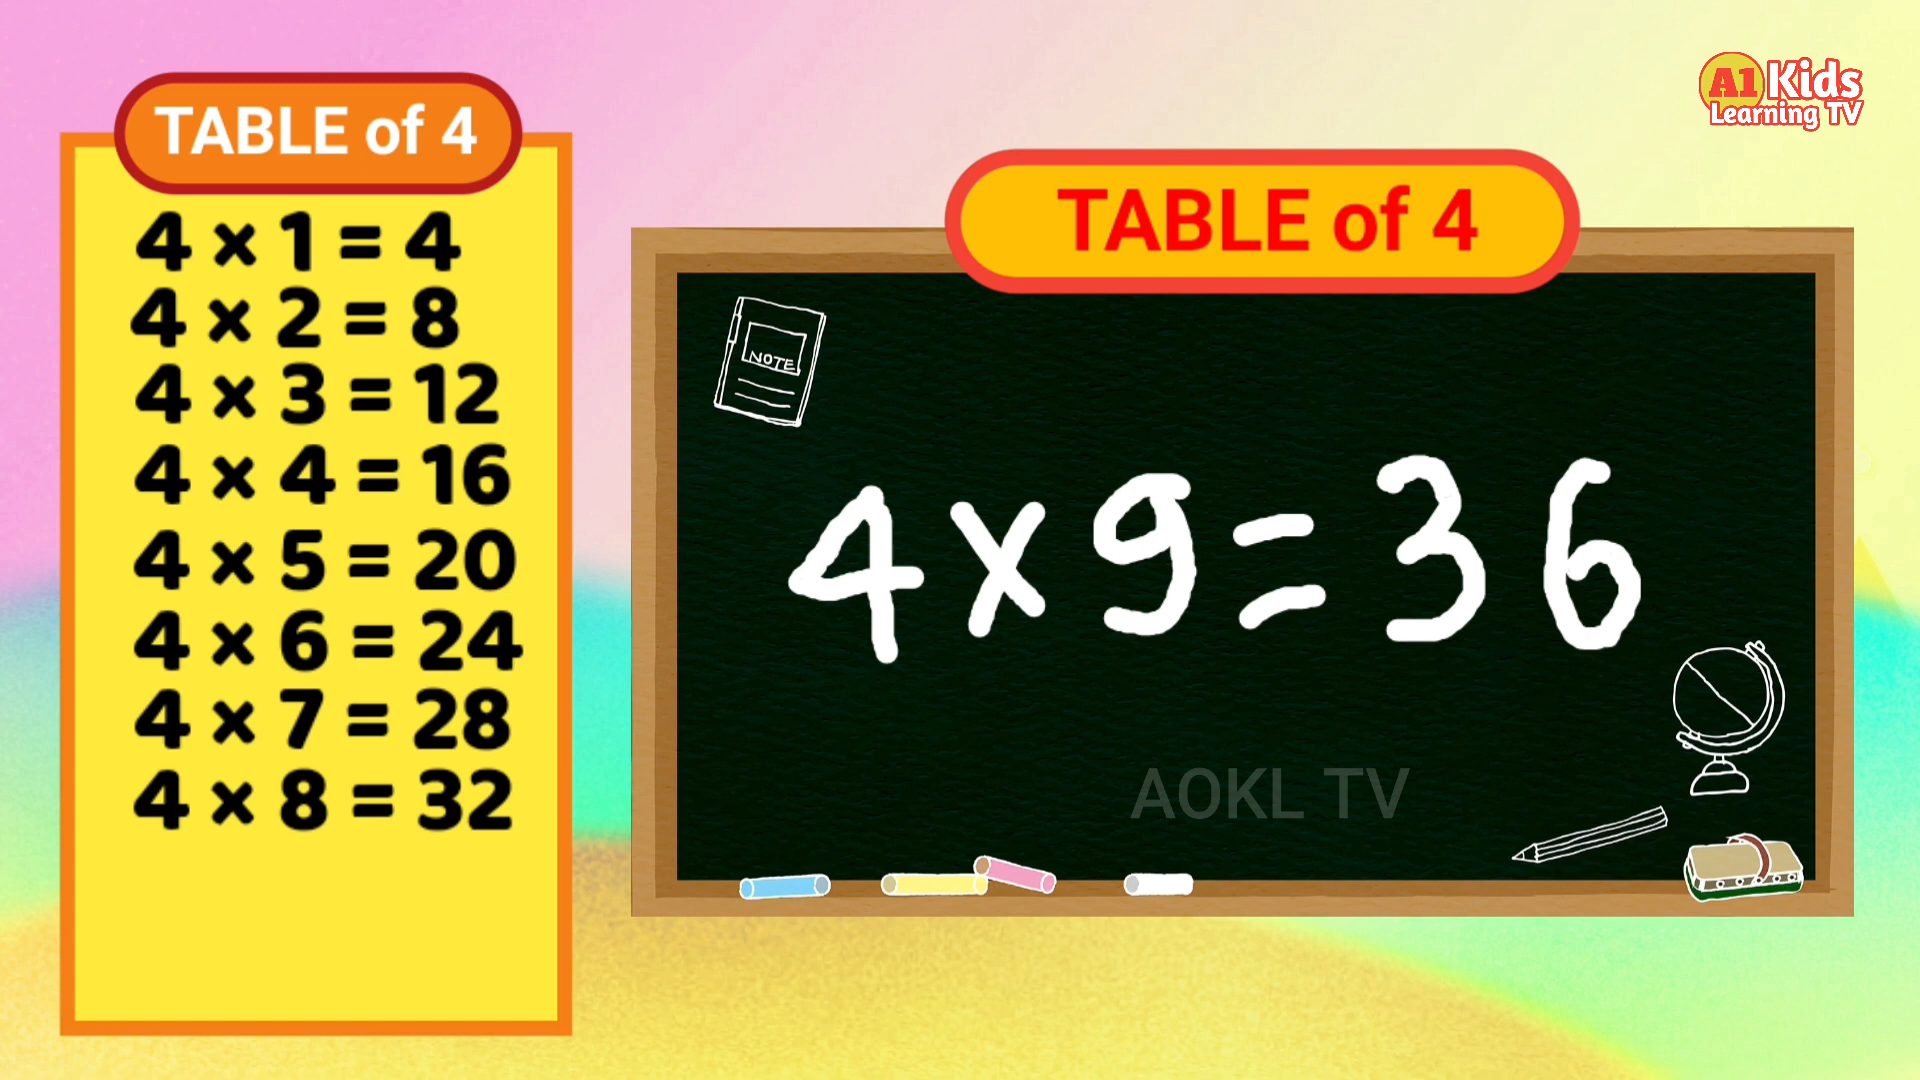 TABLE of 4
4 × 1 = 4
4 × 2 = 8
4 × 3 = 12
4 × 4 = 16
4 × 5 = 20
4 × 6 = 24
4 × 7 = 28
4 × 8 = 32
A1 Kids
Learning TV
TABLE of 4
NOTE
4 x 9 = 36
AOKL TV